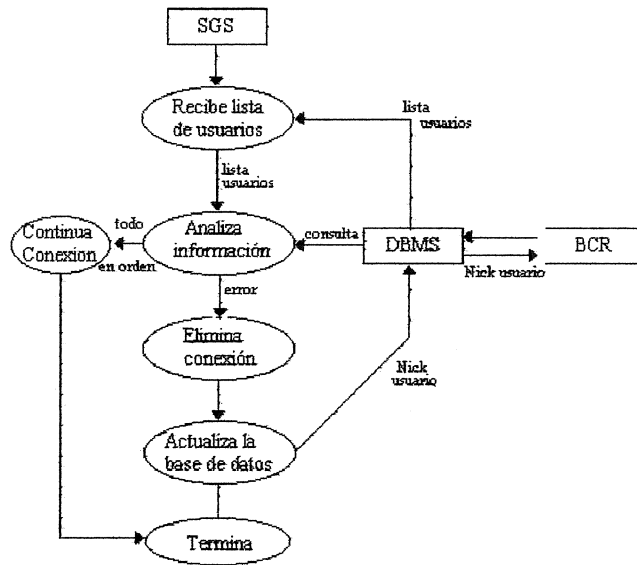 SGS
Recibe lista
de usuarios
lista
usuarios
lista
usuarios
Continua
Conexion
todo
en orden
Analiza
información
consulta
DBMS
Nick usuario
BCR
error
Elimina
conexión
Nick
usuario
Actualiza la
base de datos
Termina